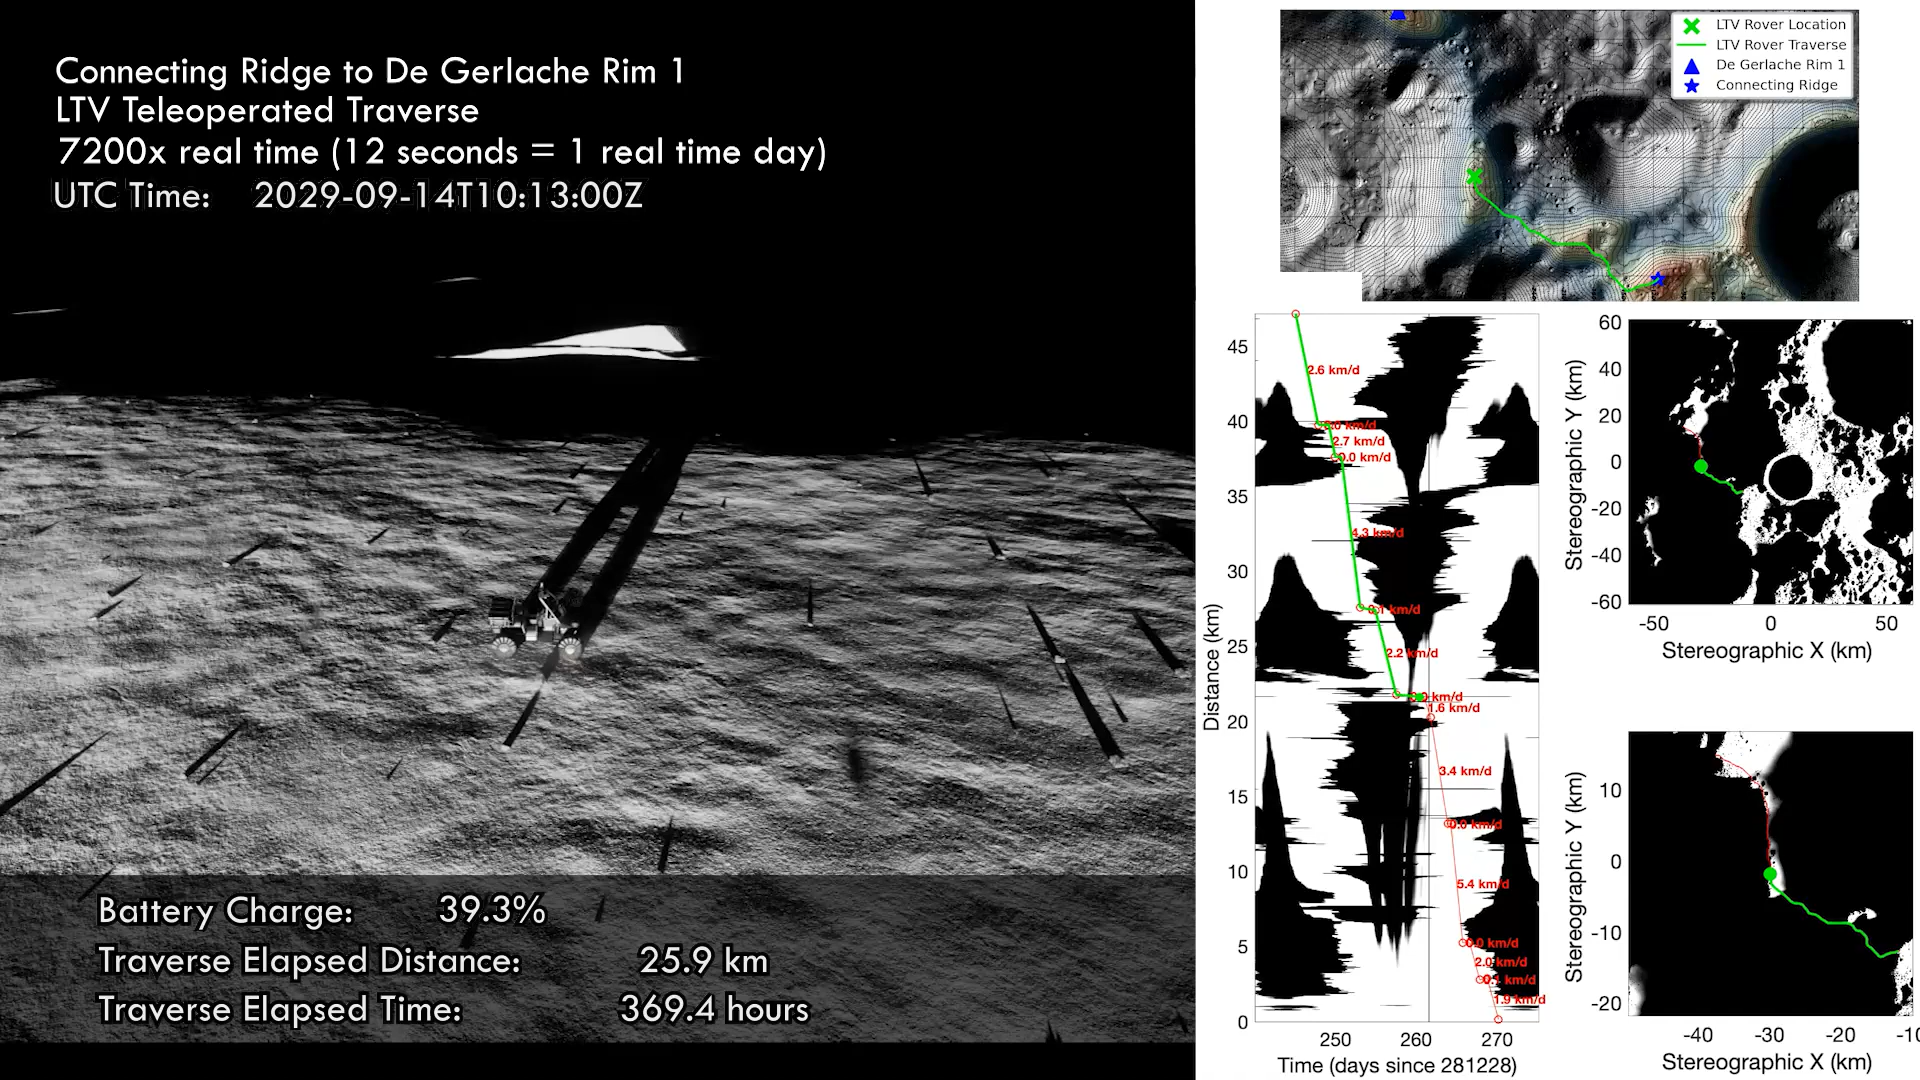 Connecting Ridge to De Gerlache Rim 1
LTV Teleoperated Traverse
7200x real time (12 seconds = 1 real time day)
UTC Time: 2029-09-14T10:13:00Z
Battery Charge: 39.3%
Traverse Elapsed Distance: 25.9 km
Traverse Elapsed Time: 369.4 hours
LTV Rover Location
LTV Rover Traverse
De Gerlache Rim 1
Connecting Ridge
Distance (km)
45
40
35
30
25
20
15
10
5
0
2.6 km/d
2.7 km/d
0.0 km/d
4.3 km/d
2.2 km/d
1.6 km/d
3.4 km/d
0.0 km/d
5.4 km/d
0.0 km/d
2.0 km/d
1.9 km/d
250 260 270
Time (days since 281228)
Stereographic Y (km)
60
40
20
0
-20
-40
-60
-50 0 50
Stereographic X (km)
Stereographic Y (km)
10
0
-10
-20
-40 -30 -20
Stereographic X (km)